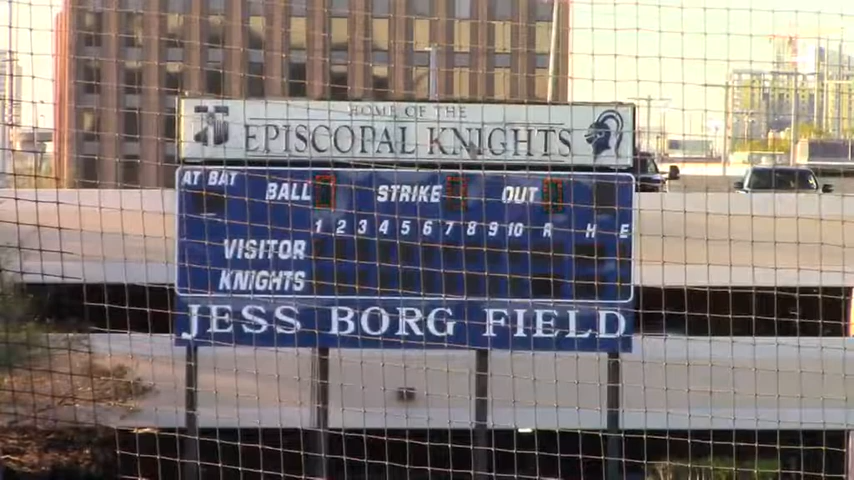 HOME OF THE
EPISCOPAL KNIGHTS
AT BAT BALL STRIKE OUT
1 2 3 4 5 6 7 8 9 10 R H E
VISITOR
KNIGHTS
JESS BORG FIELD